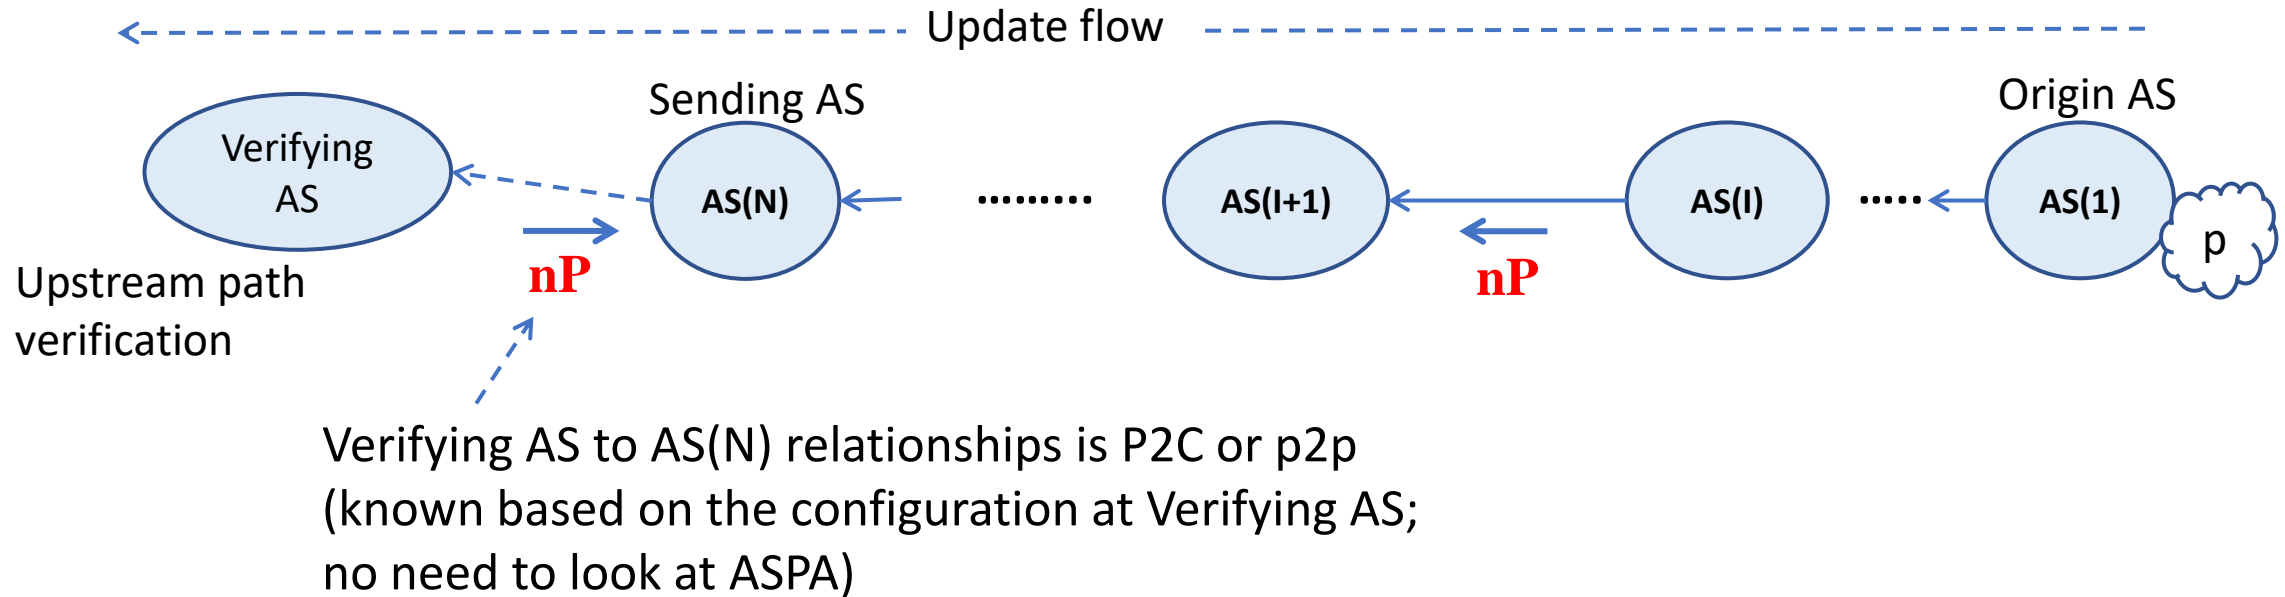 Update flow
Sending AS
Origin AS
Verifying
AS
AS(N)
.........
AS(I+1)
AS(I)
.....
AS(1)
p
nP
nP
Upstream path
verification
Verifying AS to AS(N) relationships is P2C or p2p
(known based on the configuration at Verifying AS;
no need to look at ASPA)